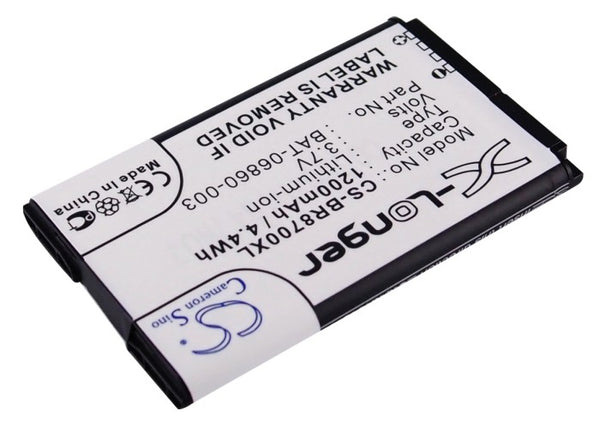 X-Longer
Model No: CS-BR8700XL
Capacity: 1200mAh / 4.4Wh
Type: Lithium-ion
Volts: 3.7V
Part No: BAT-06860-003
WARRANTY VOID IF
LABEL IS REMOVED
Made in China
CS
Cameron
Sino